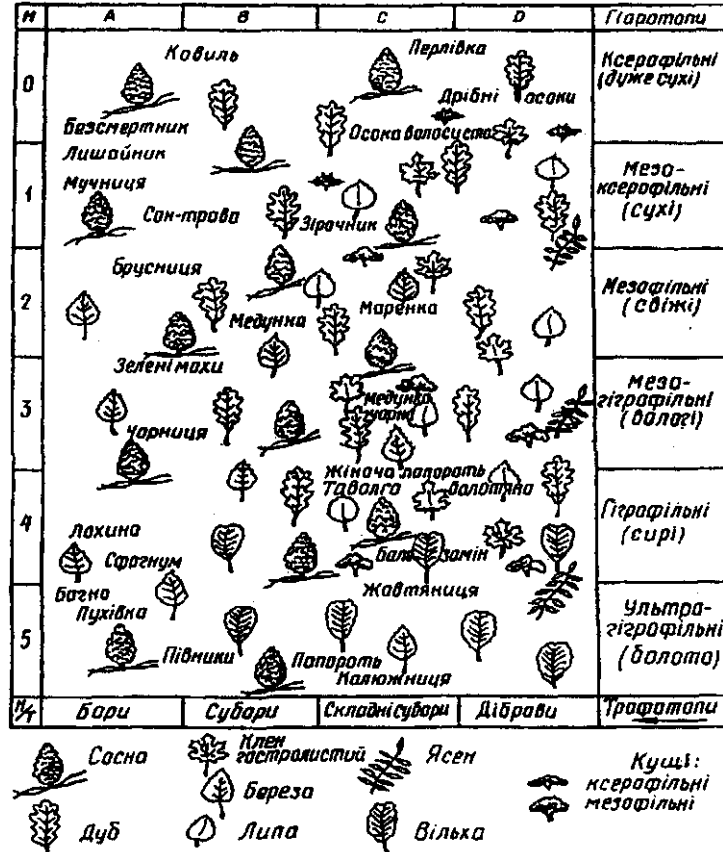 Н А В С D Гігротопи
Ковиль
Перлівка
Ксерофільні
(дуже сухі)
0
Дрібні осоки
Безсмертник
Осока волосиста
Лишайник
Мучниця
Мезо-
ксерофільні
(сухі)
1
Сон-трава
Зірочник
Брусниця
Мезофільні
(свіжі)
2
Медунка
Маренка
Зелені мохи
Мезо-
гігрофільні
(вологі)
3
Медунка
Чорниця
Жіноча папороть
Таволга болотяна
Гігрофільні
(сирі)
4
Лохина
Сфагнум
Бальзамін
Багно
Жовтяниця
Пухівка
Ультра-
гігрофільні
(болото)
5
Півники
Папороть
Калюжниця
Н/Т Бори Субори Складні субори Діброви Трофотопи
Сосна
Клен
гостролистий
Ясен
Кущі:
ксерофільні
мезофільні
Береза
Дуб
Липа
Вільха